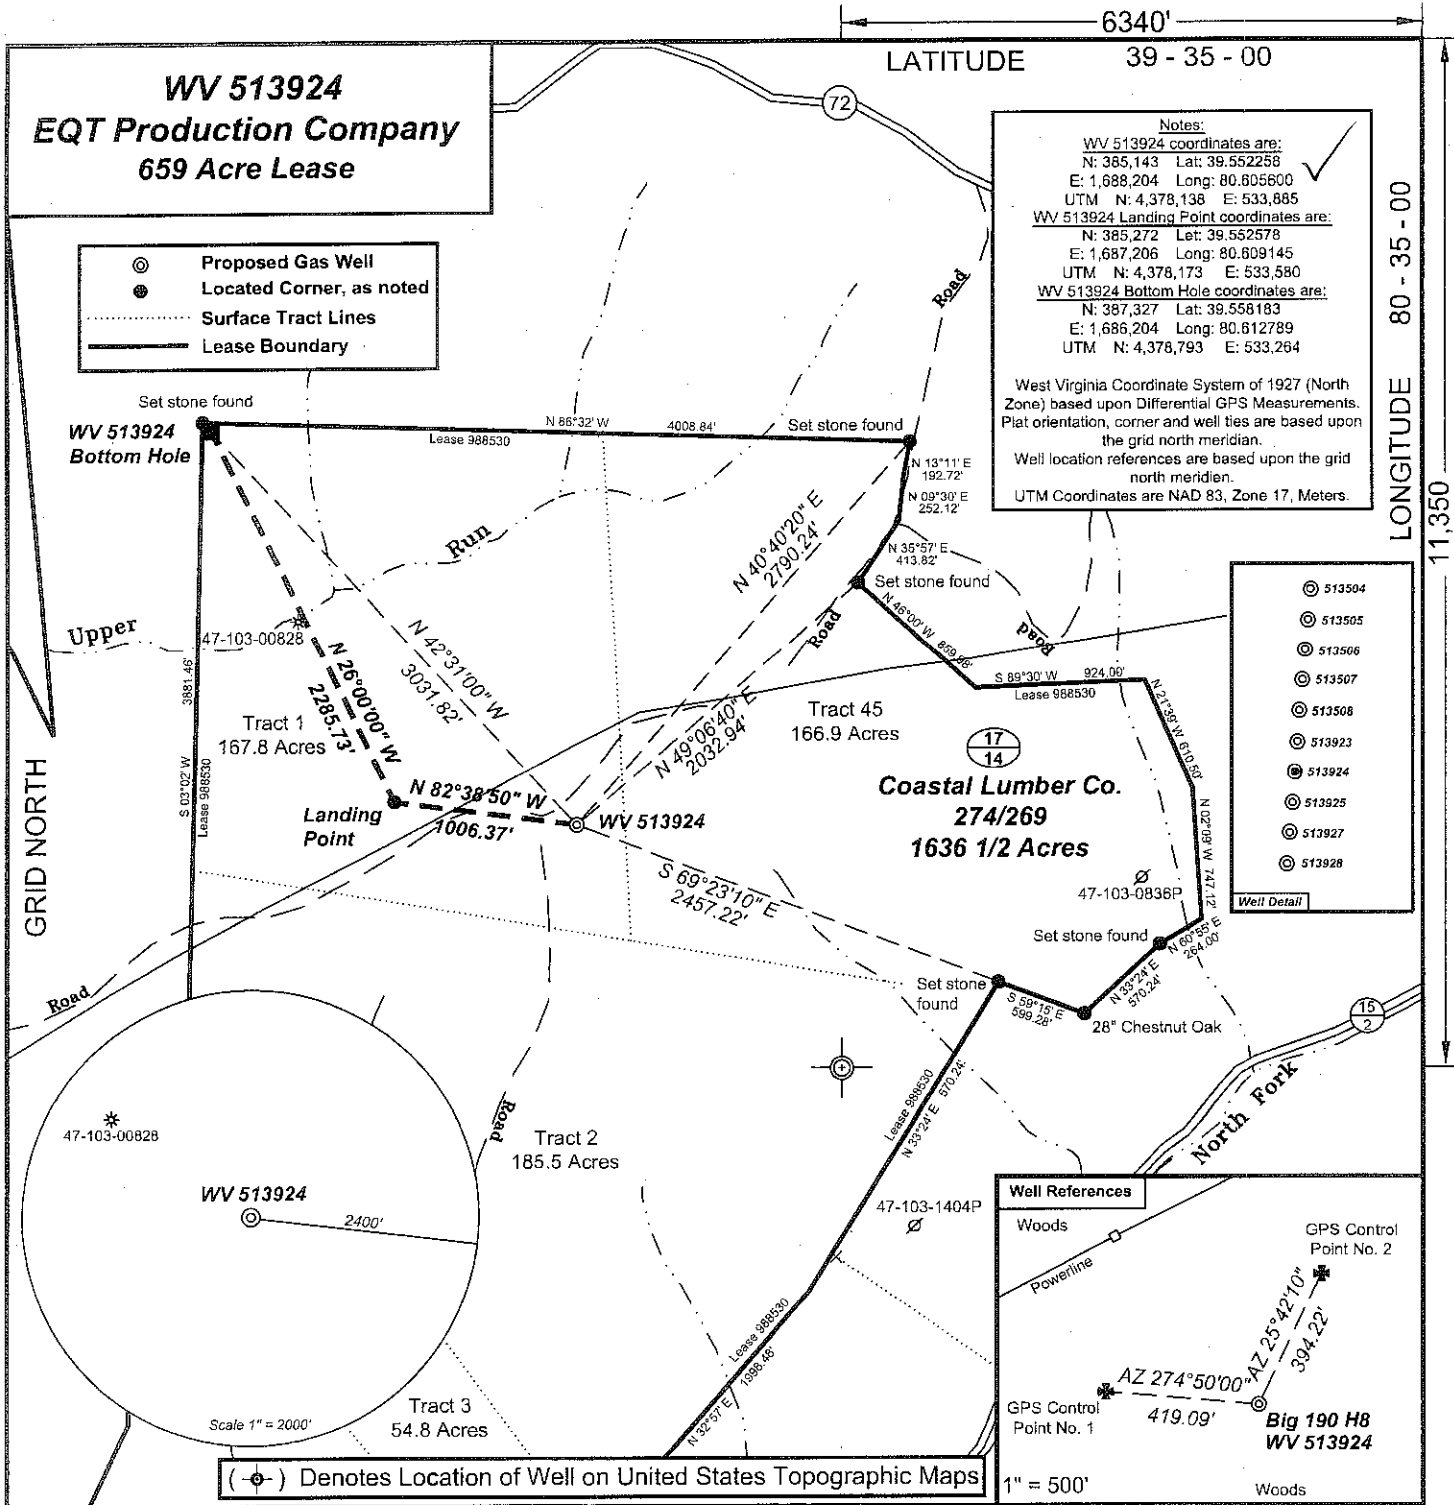 6340'
LATITUDE 39 - 35 - 00
WV 513924
EQT Production Company
659 Acre Lease
72
Notes:
WV 513924 coordinates are:
N: 385,143 Lat: 39.552258
E: 1,688,204 Long: 80.605600
UTM N: 4,378,138 E: 533,885
WV 513924 Landing Point coordinates are:
N: 385,272 Let: 39.552578
E: 1,687,206 Long: 80.609145
UTM N: 4,378,173 E: 533,580
WV 513924 Bottom Hole coordinates are:
N: 387,327 Lat: 39.558183
E: 1,686,204 Long: 80.612789
UTM N: 4,378,793 E: 533,264
West Virginia Coordinate System of 1927 (North
Zone) based upon Differential GPS Measurements.
Plat orientation, corner and well ties are based upon
the grid north meridian.
Well location references are based upon the grid
north meridien.
UTM Coordinates are NAD 83, Zone 17, Meters.
LONGITUDE 80 - 35 - 00
11,350
Proposed Gas Well
Located Corner, as noted
Surface Tract Lines
Lease Boundary
Road
Set stone found
WV 513924
Bottom Hole
N 86°32' W 4008.84'
Lease 988530
Set stone found
N 13°11' E
192.72'
N 09°30' E
252.12'
N 35°57' E
413.82'
Set stone found
Road
Road
N 40°40'20" E
2790.24'
Upper
Run
47-103-00828
N 42°31'00" W
3031.82'
N 26°00'00" W
2285.73'
N 46°00' W 859.98'
S 89°30' W 924.00'
Lease 988530
N 21°39' W 610.50'
3881.46'
S 03°02' W
Lease 988530
Tract 1
167.8 Acres
N 49°06'40" E
2032.94'
Tract 45
166.9 Acres
17
14
Coastal Lumber Co.
274/269
1636 1/2 Acres
513504
513505
513506
513507
513508
513923
513924
513925
513927
513928
Well Detail
GRID NORTH
Landing
Point
N 82°38'50" W
1006.37'
WV 513924
S 69°23'10" E
2457.22'
47-103-0836P
N 02°09' W 747.12'
Set stone found
N 60°55' E
264.00'
N 33°24' E
570.24'
Set stone
found
S 59°15' E
599.28'
28" Chestnut Oak
15
2
North Fork
Road
Road
Lease 988530
N 33°24' E 570.24'
47-103-00828
WV 513924
2400'
Scale 1" = 2000'
Tract 2
185.5 Acres
47-103-1404P
Lease 988530
N 32°57' E 1998.48'
Tract 3
54.8 Acres
Well References
Woods
Powerline
GPS Control
Point No. 2
AZ 25°42'10"
394.22'
AZ 274°50'00"
419.09'
GPS Control
Point No. 1
Big 190 H8
WV 513924
1" = 500'
Woods
( ) Denotes Location of Well on United States Topographic Maps